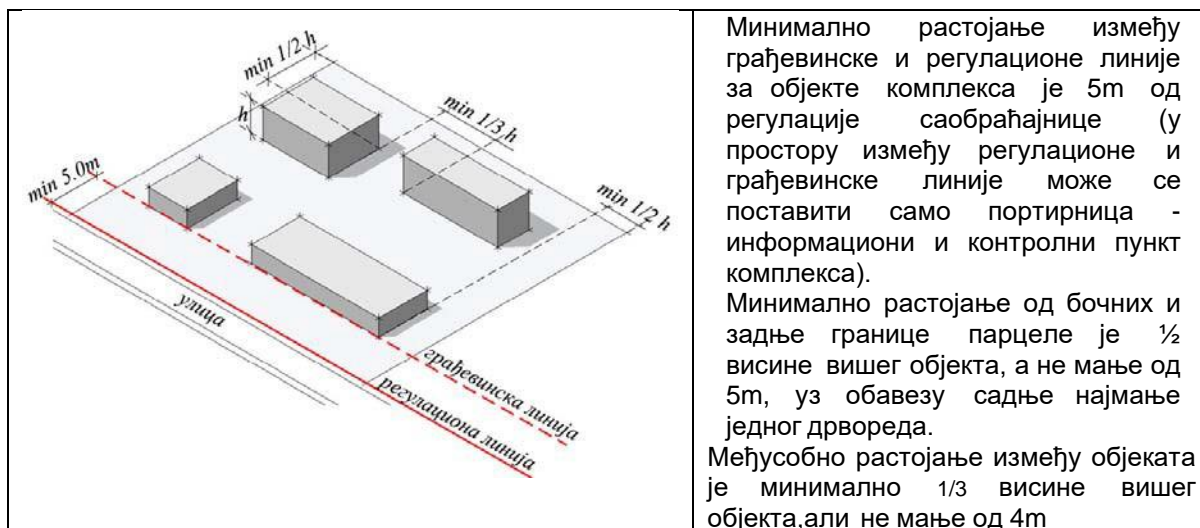 min 1/2 h
h
min 1/3 h
min 5.0m
min 1/2 h
улица
грађевинска линија
регулациона линија
Минимално растојање између
грађевинске и регулационе линије
за објекте комплекса је 5m од
регулације саобраћајнице (у
простору између регулационе и
грађевинске линије може се
поставити само портирница -
информациони и контролни пункт
комплекса).
Минимално растојање од бочних и
задње границе парцеле је ½
висине вишег објекта, а не мање од
5m, уз обавезу садње најмање
једног дрвореда.
Међусобно растојање између објеката
је минимално 1/3 висине вишег
објекта,али не мање од 4m